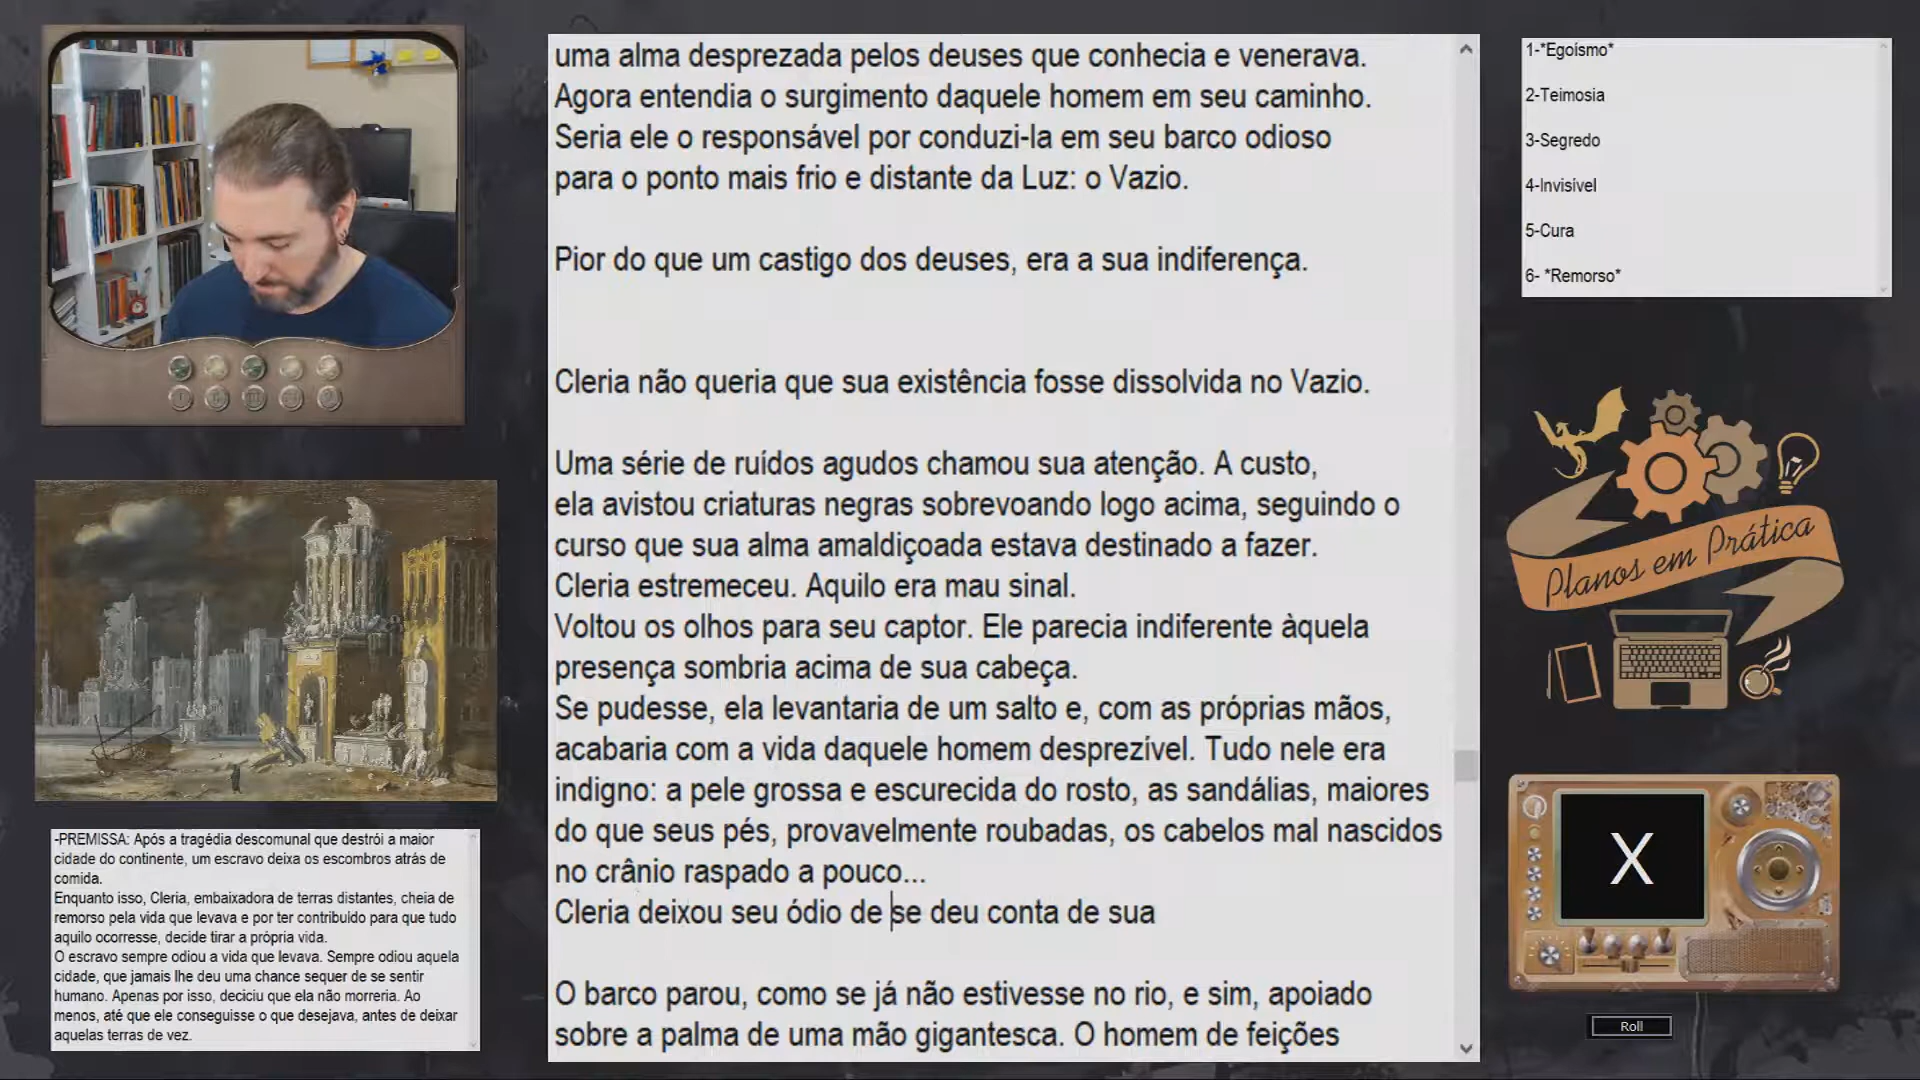 uma alma desprezada pelos deuses que conhecia e venerava.
Agora entendia o surgimento daquele homem em seu caminho.
Seria ele o responsável por conduzi-la em seu barco odioso
para o ponto mais frio e distante da Luz: o Vazio.
Pior do que um castigo dos deuses, era a sua indiferença.
Cleria não queria que sua existência fosse dissolvida no Vazio.
Uma série de ruídos agudos chamou sua atenção. A custo,
ela avistou criaturas negras sobrevoando logo acima, seguindo o
curso que sua alma amaldiçoada estava destinado a fazer.
Cleria estremeceu. Aquilo era mau sinal.
Voltou os olhos para seu captor. Ele parecia indiferente àquela
presença sombria acima de sua cabeça.
Se pudesse, ela levantaria de um salto e, com as próprias mãos,
acabaria com a vida daquele homem desprezível. Tudo nele era
indigno: a pele grossa e escurecida do rosto, as sandálias, maiores
do que seus pés, provavelmente roubadas, os cabelos mal nascidos
no crânio raspado a pouco...
Cleria deixou seu ódio de se deu conta de sua
O barco parou, como se já não estivesse no rio, e sim, apoiado
sobre a palma de uma mão gigantesca. O homem de feições
-PREMISSA: Após a tragédia descomunal que destrói a maior
cidade do continente, um escravo deixa os escombros atrás de
comida.
Enquanto isso, Cleria, embaixadora de terras distantes, cheia de
remorso pela vida que levava e por ter contribuído para que tudo
aquilo ocorresse, decide tirar a própria vida.
O escravo sempre odiou a vida que levava. Sempre odiou aquela
cidade, que jamais lhe deu uma chance sequer de se sentir
humano. Apenas por isso, deciciu que ela não morreria. Ao
menos, até que ele conseguisse o que desejava, antes de deixar
aquelas terras de vez.
1-*Egoísmo*
2-Teimosia
3-Segredo
4-Invisível
5-Cura
6- *Remorso*
Planos em Prática
X
Roll